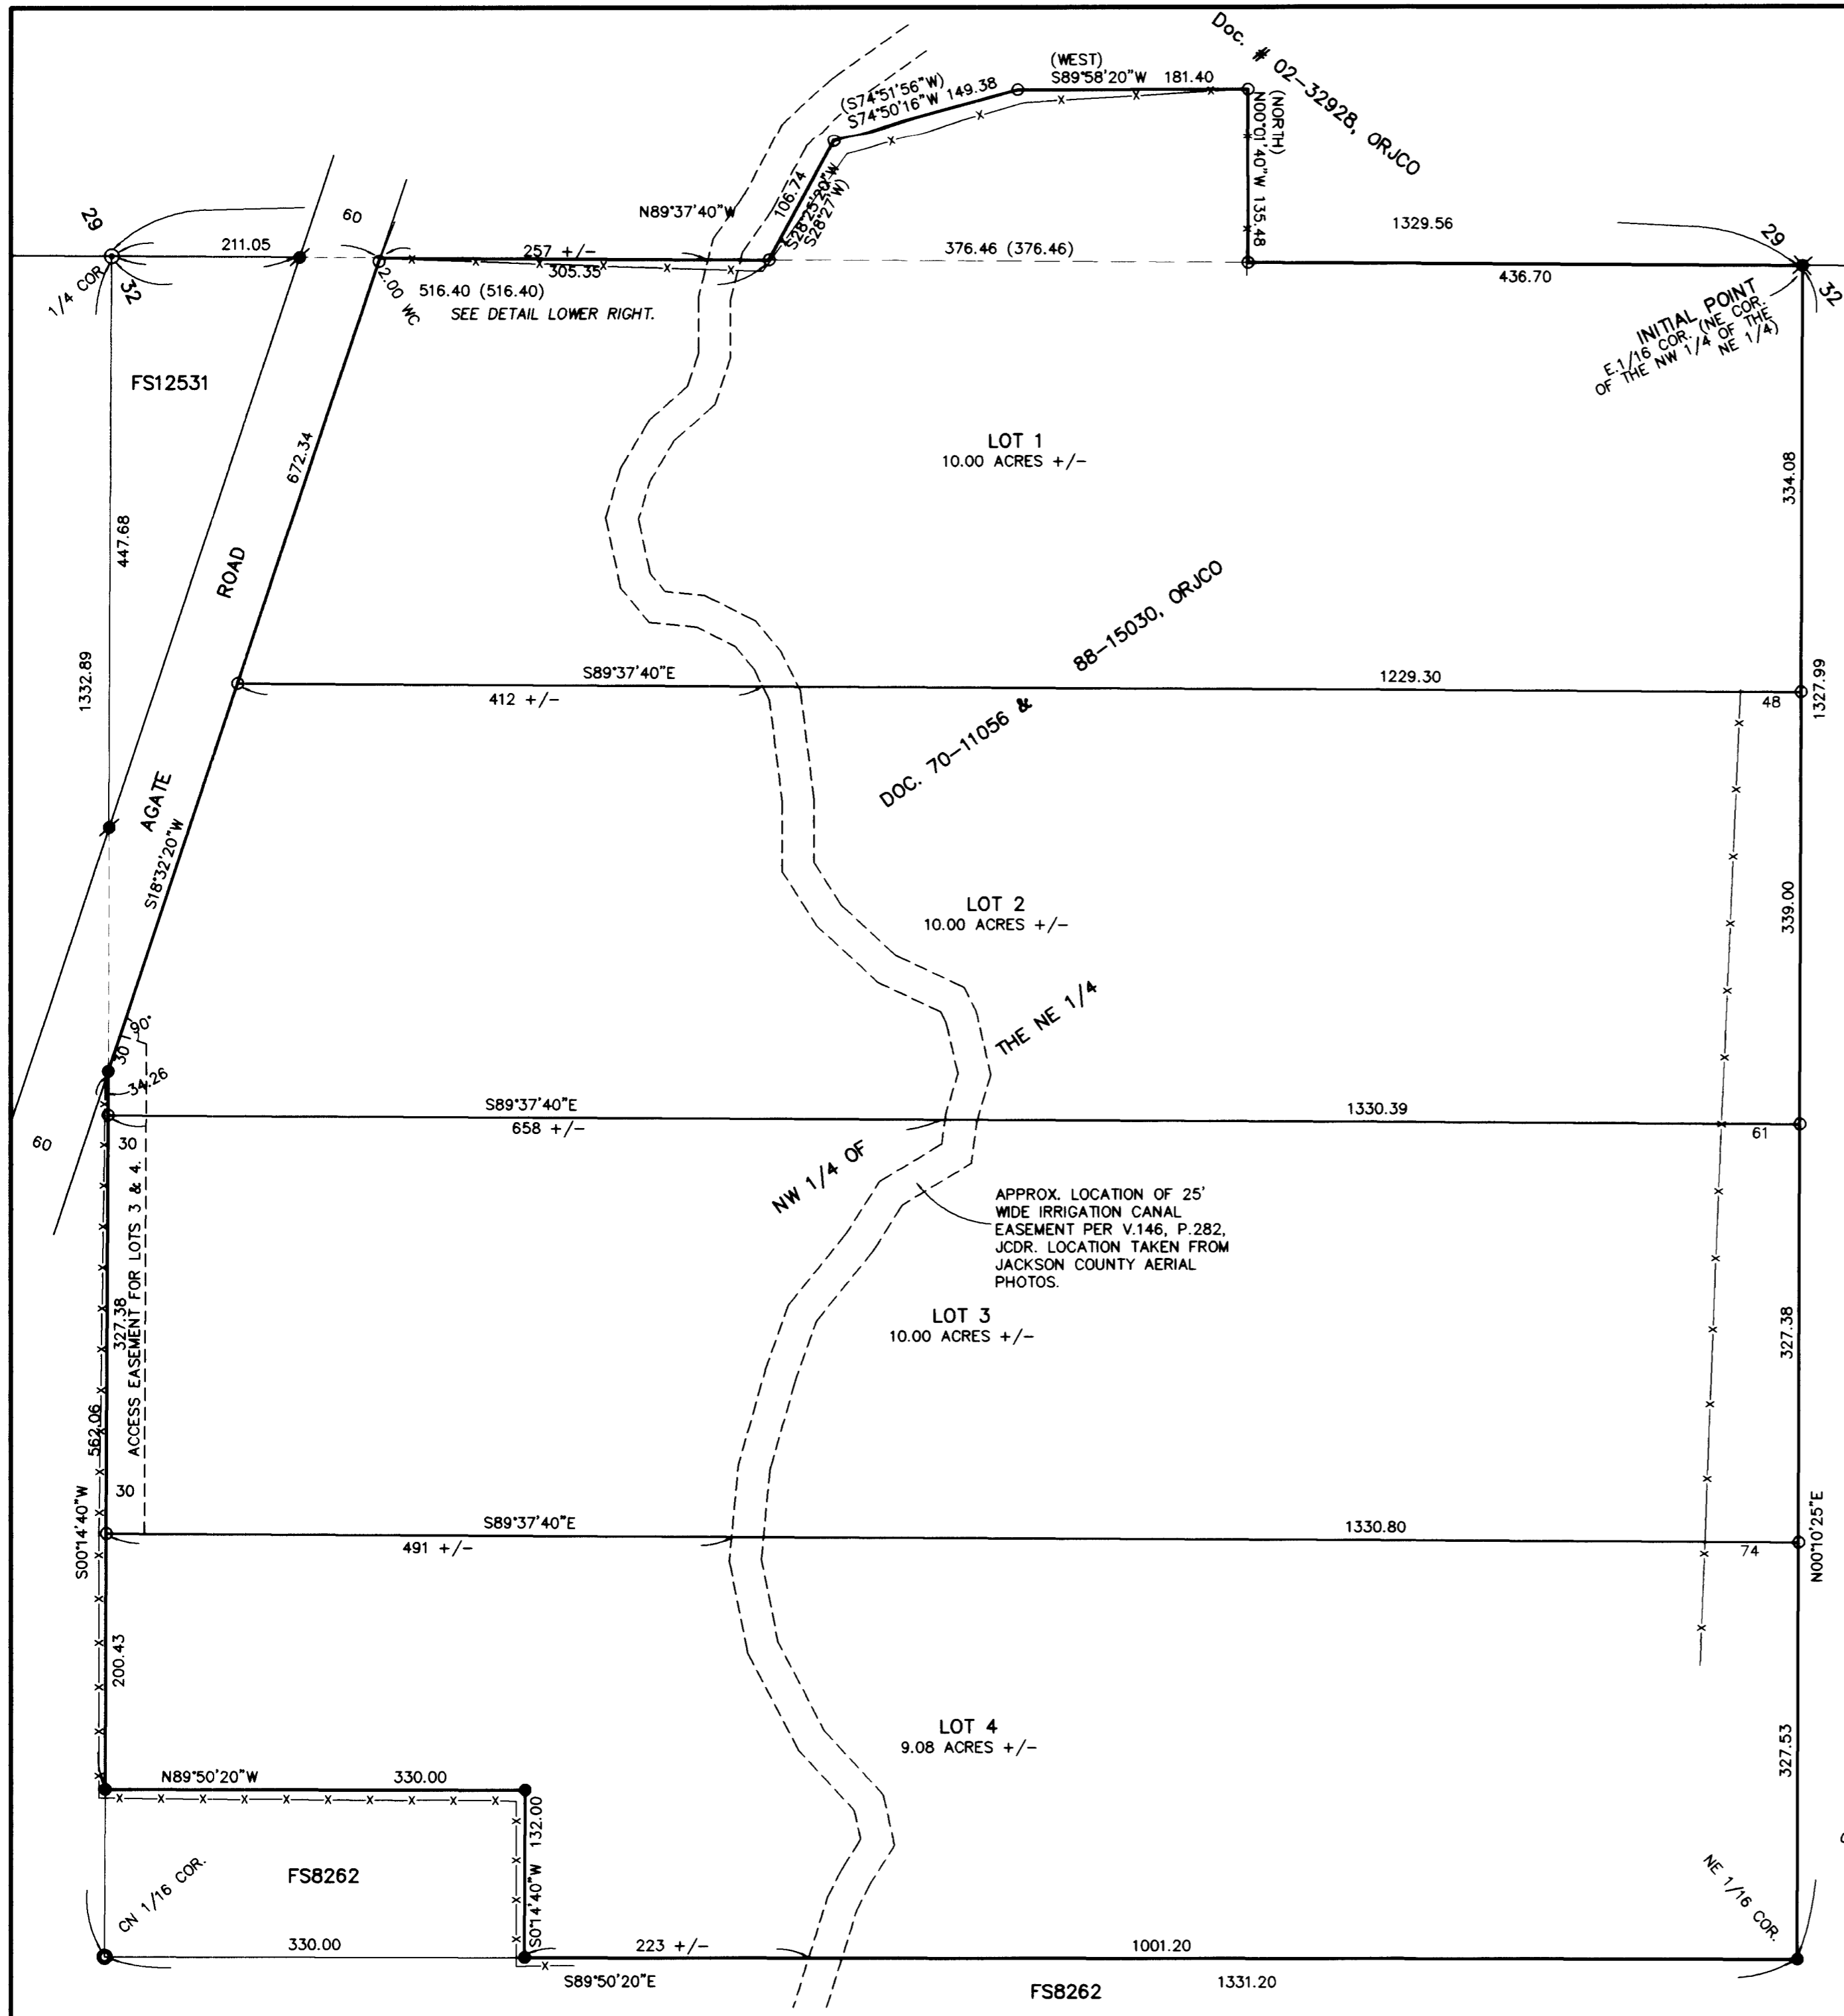 Doc. # 02-32928, ORJCO
(WEST)
S89°58'20"W 181.40
(S74°51'56"W)
S74°50'16"W 149.38
(NORTH)
N00°01'40"W 135.48
106.74
S28°25'20"W
S28°27'W)
N89°37'40"W
60
29
211.05
257 +/-
305.35
376.46 (376.46)
1329.56
29
436.70
1/4 COR
32
2.00 WC
516.40 (516.40)
SEE DETAIL LOWER RIGHT.
32
INITIAL POINT
E.1/16 COR. (NE COR.
OF THE NW 1/4 OF THE
NE 1/4)
FS12531
672.34
LOT 1
10.00 ACRES +/-
334.08
447.68
ROAD
88-15030, ORJCO
1332.89
S89°37'40"E
1229.30
412 +/-
48
1327.99
DOC. 70-11056 &
AGATE
S18°32'20"W
LOT 2
10.00 ACRES +/-
339.00
THE NE 1/4
90°
30
34.26
S89°37'40"E
1330.39
658 +/-
61
60
30
NW 1/4 OF
APPROX. LOCATION OF 25'
WIDE IRRIGATION CANAL
EASEMENT PER V.146, P.282,
JCDR. LOCATION TAKEN FROM
JACKSON COUNTY AERIAL
PHOTOS.
327.38
ACCESS EASEMENT FOR LOTS 3 & 4.
LOT 3
10.00 ACRES +/-
327.38
562.06
30
S00°14'40"W
S89°37'40"E
1330.80
491 +/-
74
N00°10'25"E
200.43
LOT 4
9.08 ACRES +/-
327.53
N89°50'20"W 330.00
S0°14'40"W 132.00
CN 1/16 COR.
FS8262
NE 1/16 COR.
330.00
223 +/-
1001.20
S89°50'20"E
1331.20
FS8262